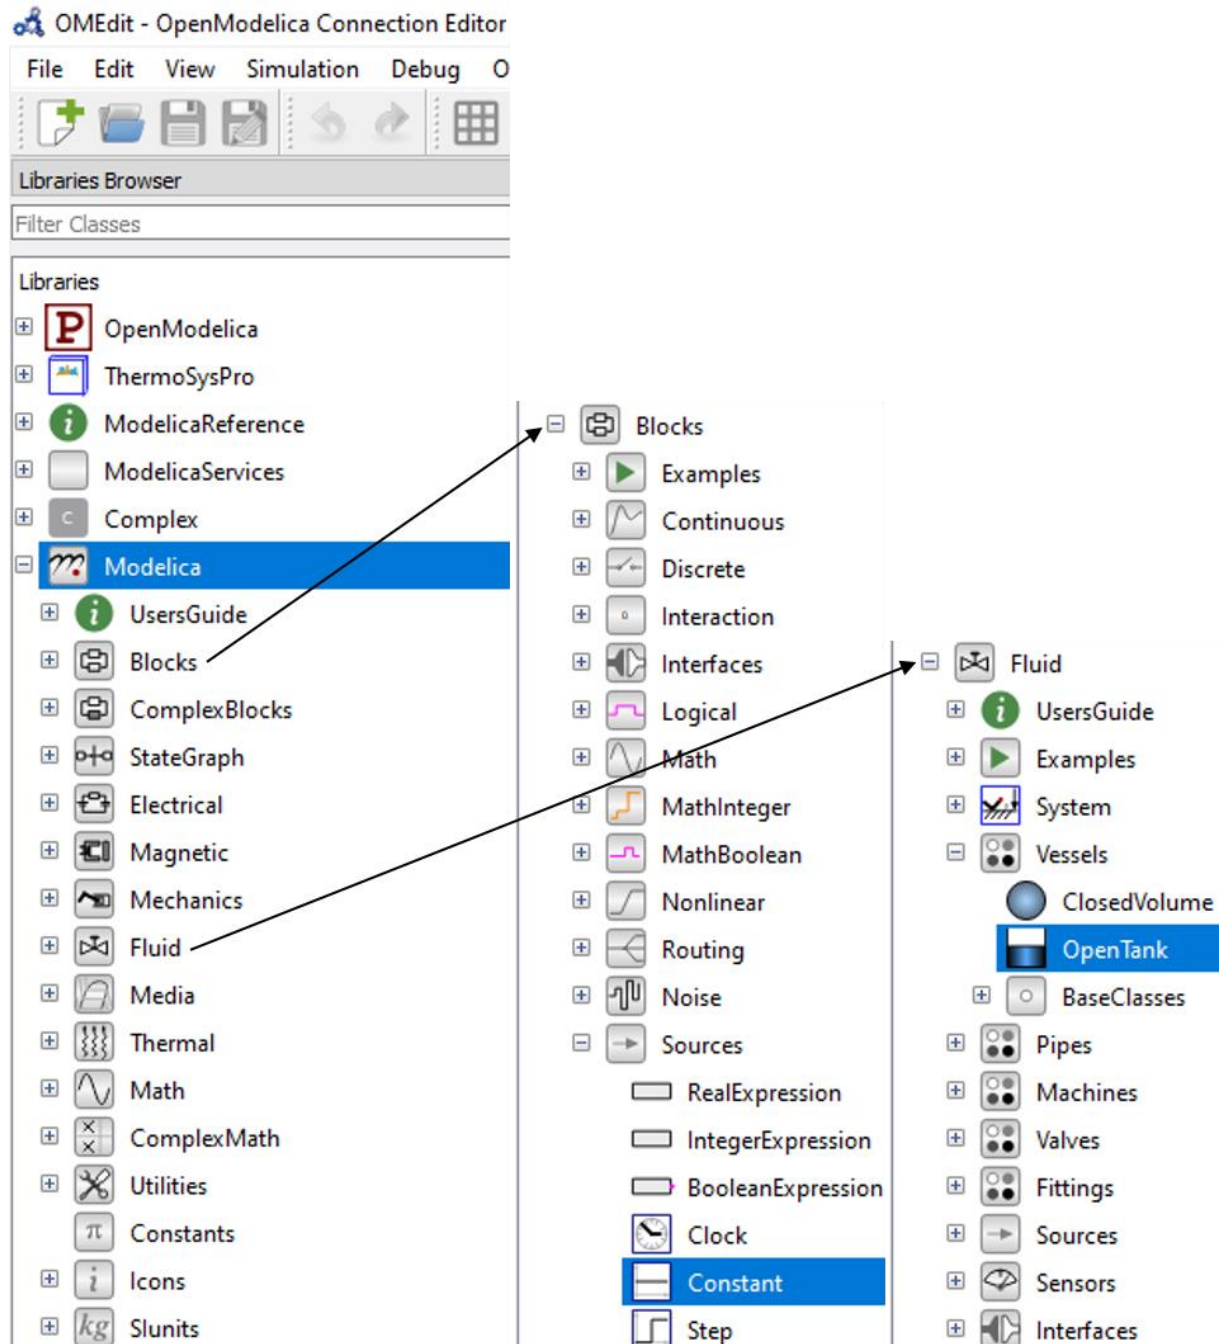 OMEdit - OpenModelica Connection Editor
File Edit View Simulation Debug O
Libraries Browser
Filter Classes
Libraries
P OpenModelica
ThermoSysPro
i ModelicaReference
ModelicaServices
C Complex
m Modelica
i UsersGuide
Blocks
ComplexBlocks
StateGraph
Electrical
Magnetic
Mechanics
Fluid
Media
Thermal
Math
ComplexMath
Utilities
π Constants
i Icons
kg SIunits
Blocks
Examples
Continuous
Discrete
Interaction
Interfaces
Logical
Math
MathInteger
MathBoolean
Nonlinear
Routing
Noise
Sources
RealExpression
IntegerExpression
BooleanExpression
Clock
Constant
Step
Fluid
i UsersGuide
Examples
System
Vessels
ClosedVolume
OpenTank
BaseClasses
Pipes
Machines
Valves
Fittings
Sources
Sensors
Interfaces